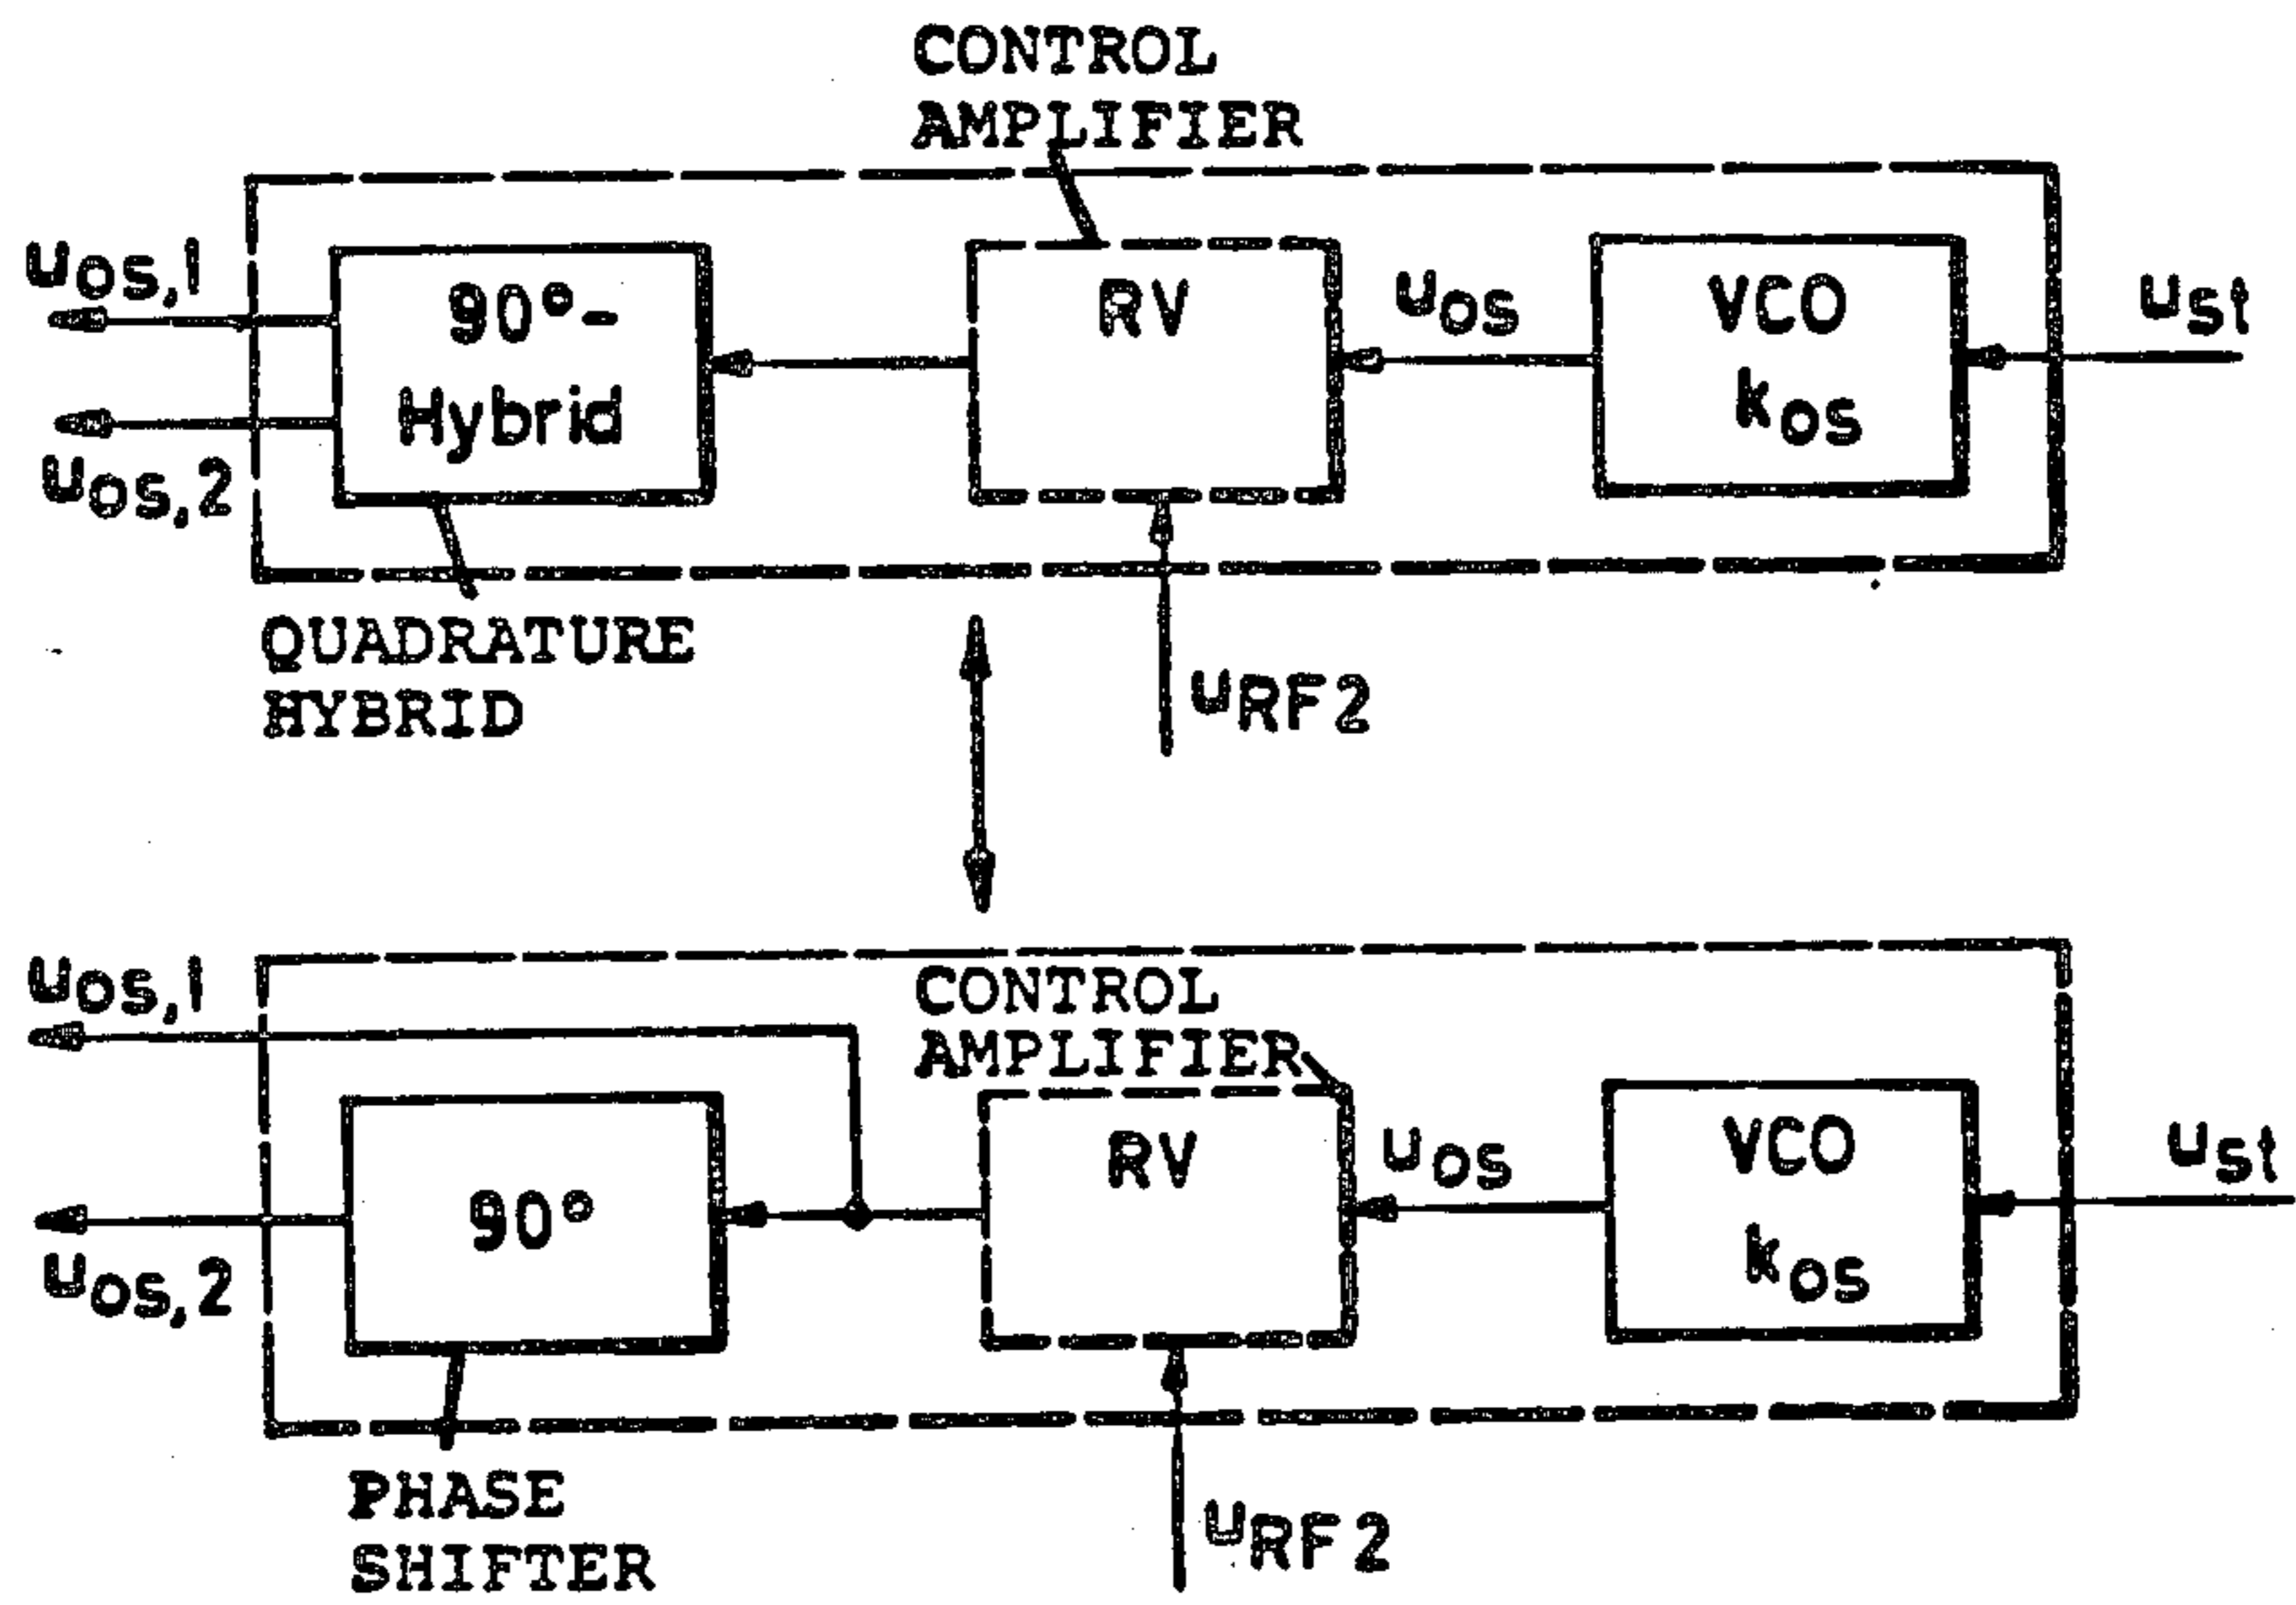 CONTROL
AMPLIFIER
uos,1
90°-
Hybrid
RV
uos
VCO
kos
ust
uos,2
QUADRATURE
HYBRID
uRF2
uos,1
CONTROL
AMPLIFIER
90°
RV
uos
VCO
kos
ust
uos,2
PHASE
SHIFTER
uRF2